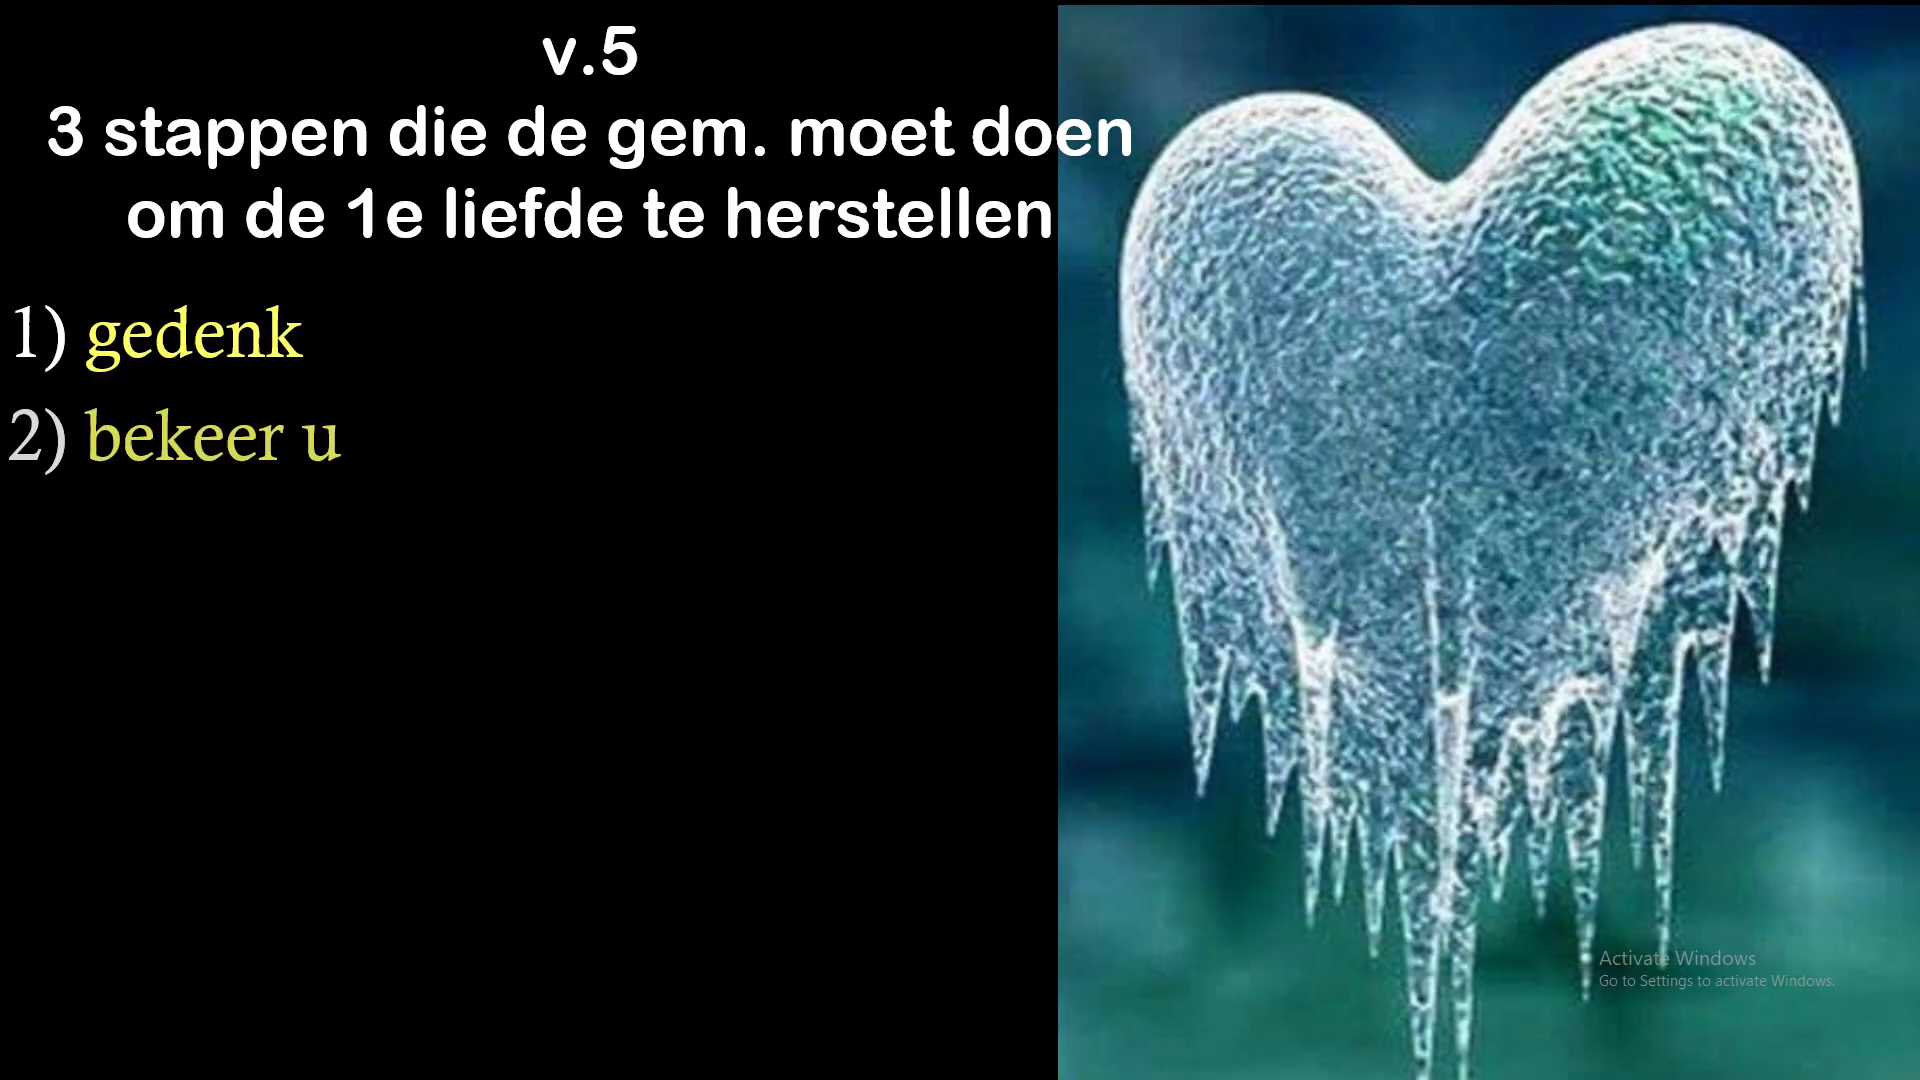 v.5
3 stappen die de gem. moet doen
om de 1e liefde te herstellen
1) gedenk
2) bekeer u
Activate Windows
Go to Settings to activate Windows.